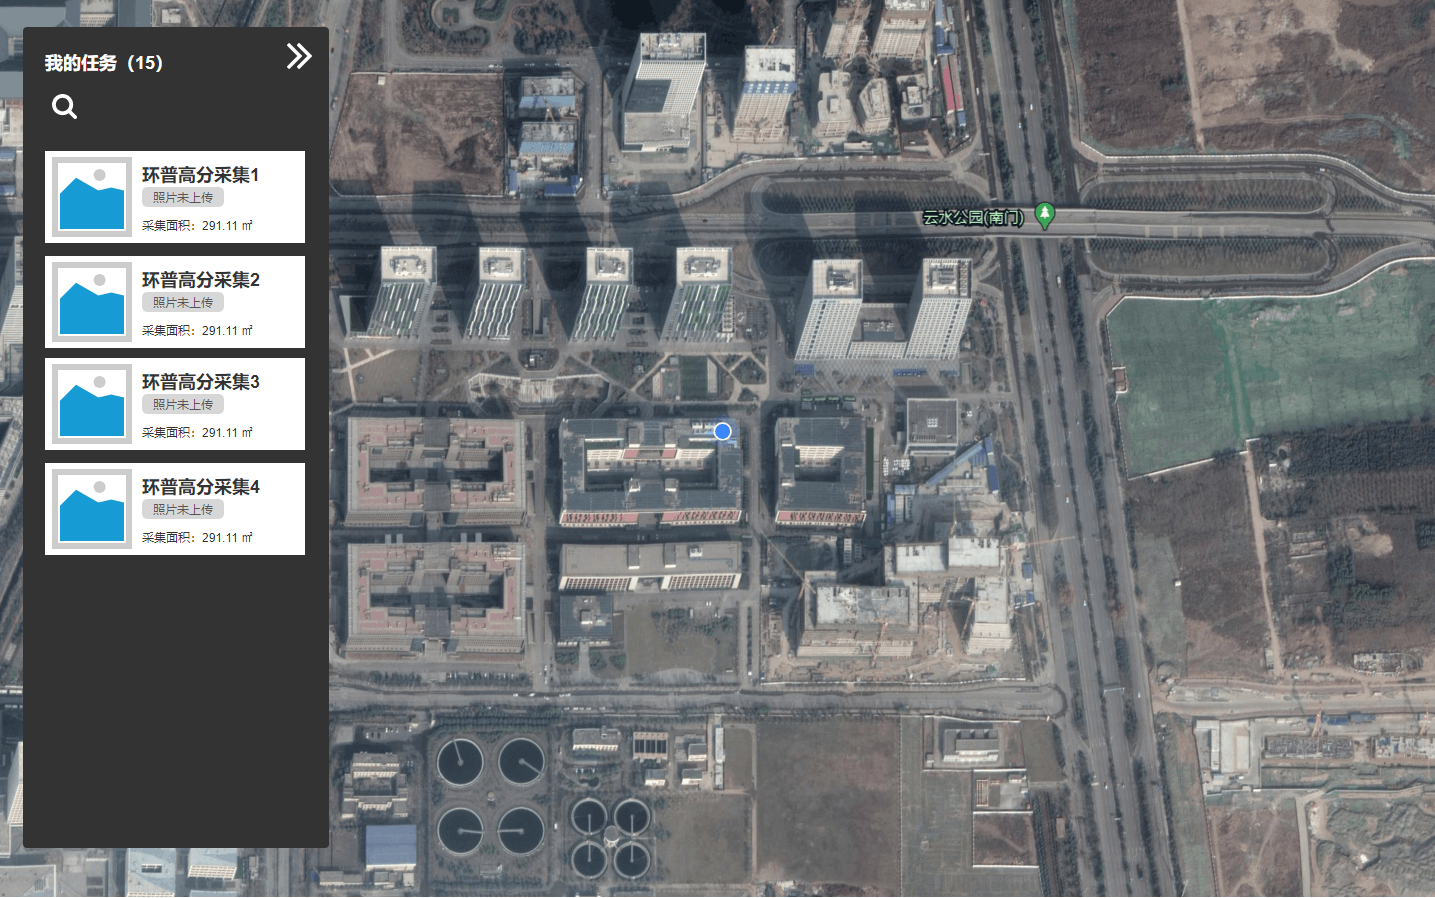 我的任务（15）
环普高分采集1
照片未上传
采集面积：291.11 ㎡
环普高分采集2
照片未上传
采集面积：291.11 ㎡
环普高分采集3
照片未上传
采集面积：291.11 ㎡
环普高分采集4
照片未上传
采集面积：291.11 ㎡
云水公园(南门)